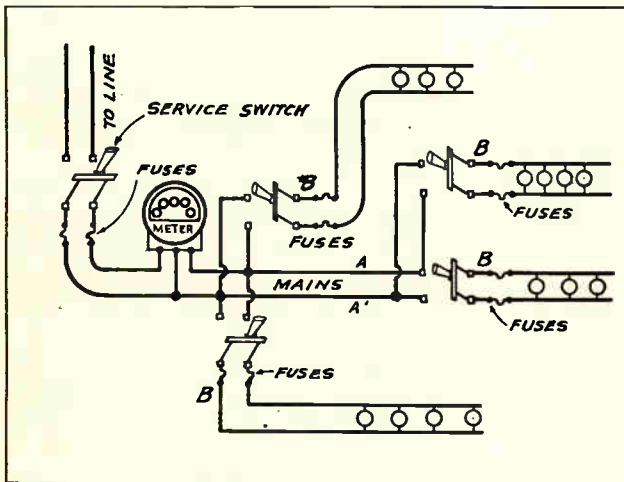 TO LINE
SERVICE SWITCH
FUSES
METER
B
FUSES
B
FUSES
A
MAINS
A'
B
FUSES
FUSES
B